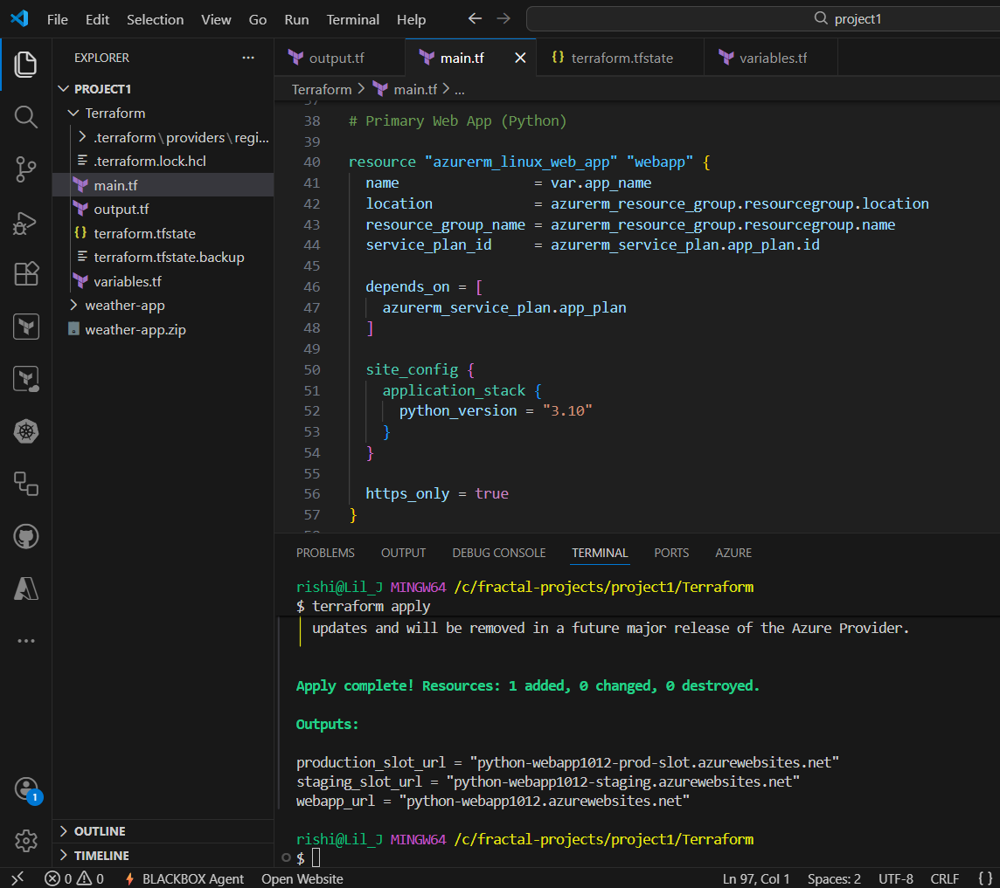 File Edit Selection View Go Run Terminal Help project1
EXPLORER
PROJECT1
Terraform
.terraform\providers\regi...
.terraform.lock.hcl
main.tf
output.tf
terraform.tfstate
terraform.tfstate.backup
variables.tf
weather-app
weather-app.zip
OUTLINE
TIMELINE
output.tf main.tf terraform.tfstate variables.tf
Terraform > main.tf > ...
37
38 # Primary Web App (Python)
39
40 resource "azurerm_linux_web_app" "webapp" {
41 name = var.app_name
42 location = azurerm_resource_group.resourcegroup.location
43 resource_group_name = azurerm_resource_group.resourcegroup.name
44 service_plan_id = azurerm_service_plan.app_plan.id
45
46 depends_on = [
47 azurerm_service_plan.app_plan
48 ]
49
50 site_config {
51 application_stack {
52 python_version = "3.10"
53 }
54 }
55
56 https_only = true
57 }
58
PROBLEMS OUTPUT DEBUG CONSOLE TERMINAL PORTS AZURE
rishi@Lil_J MINGW64 /c/fractal-projects/project1/Terraform
$ terraform apply
updates and will be removed in a future major release of the Azure Provider.
Apply complete! Resources: 1 added, 0 changed, 0 destroyed.
Outputs:
production_slot_url = "python-webapp1012-prod-slot.azurewebsites.net"
staging_slot_url = "python-webapp1012-staging.azurewebsites.net"
webapp_url = "python-webapp1012.azurewebsites.net"
rishi@Lil_J MINGW64 /c/fractal-projects/project1/Terraform
$
1
0 0 BLACKBOX Agent Open Website Ln 97, Col 1 Spaces: 2 UTF-8 CRLF { }